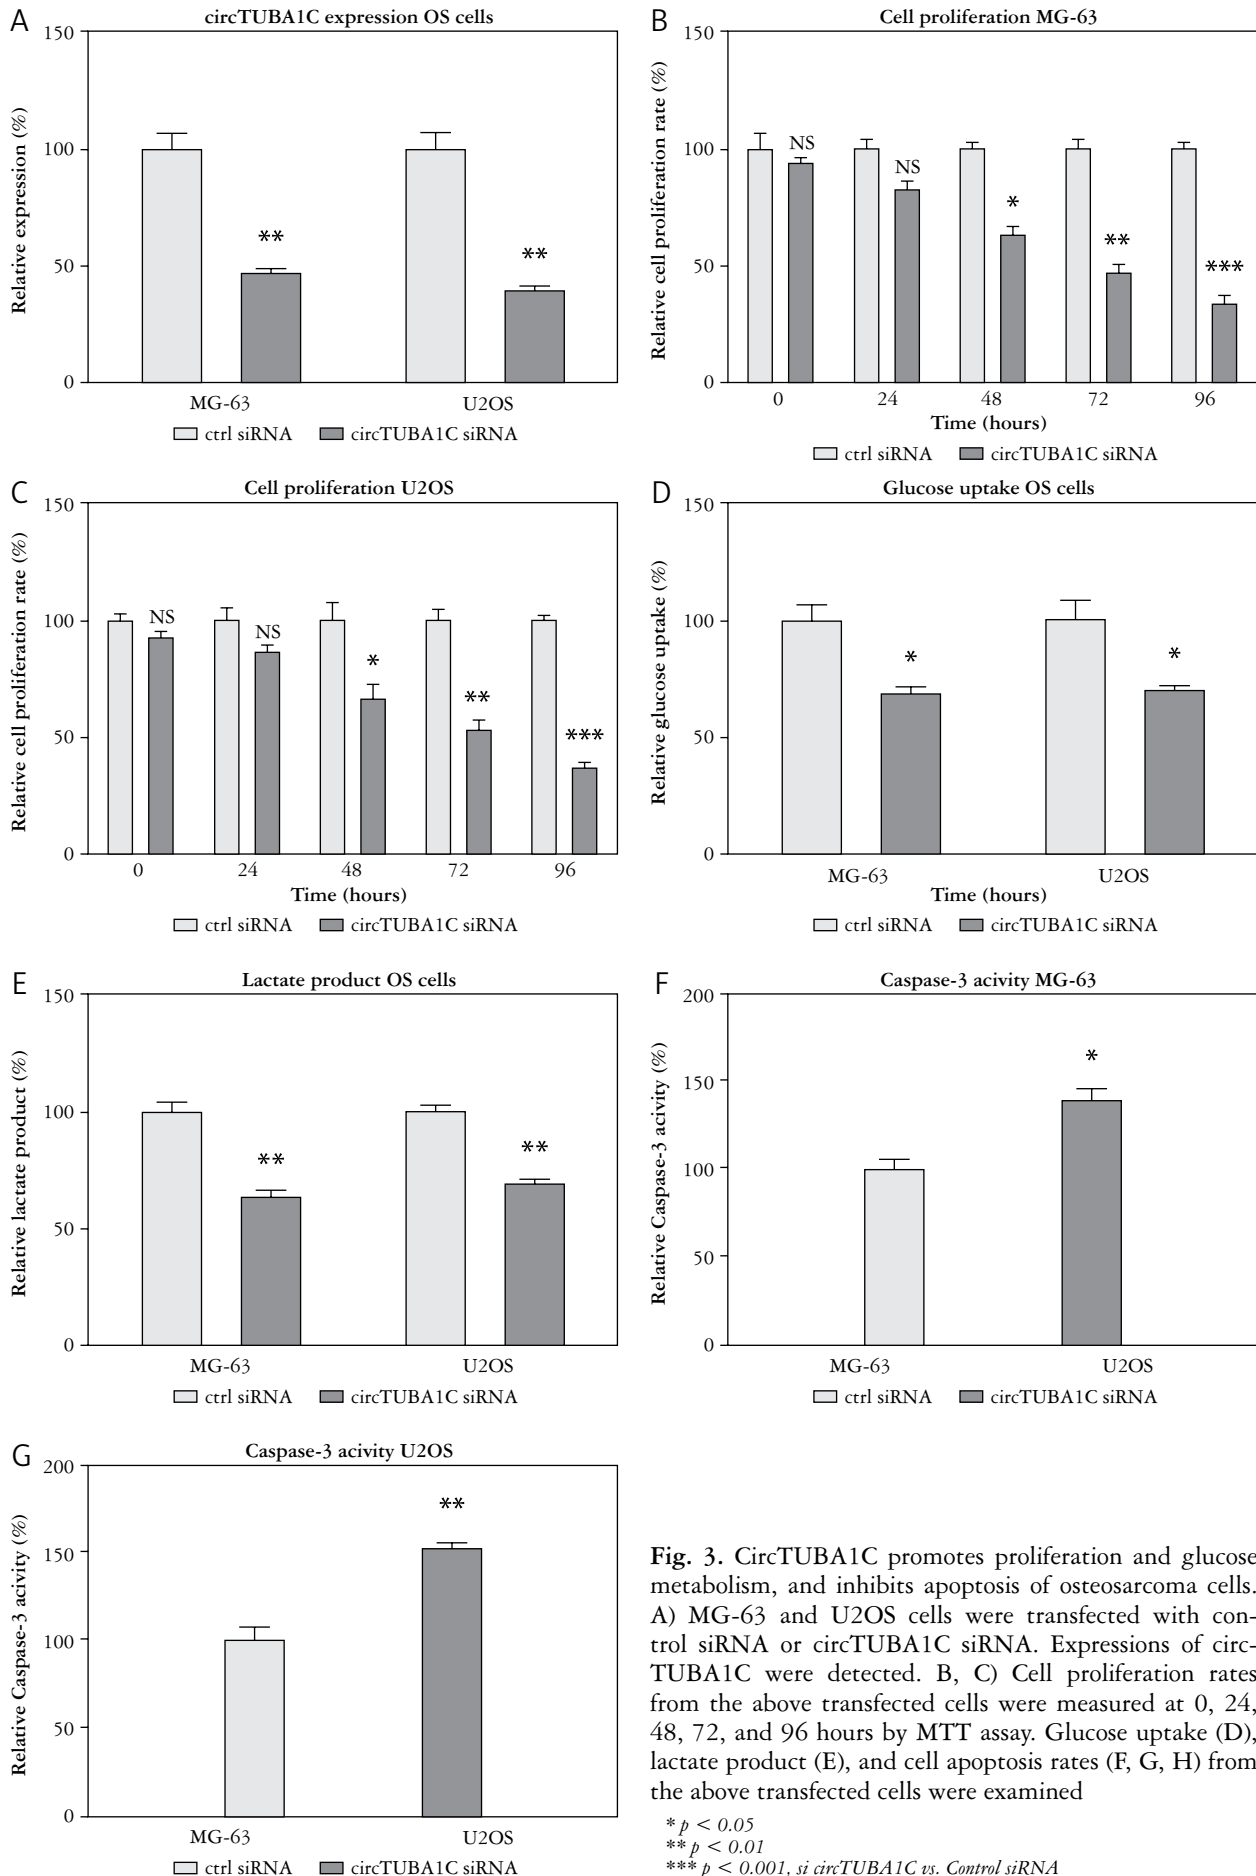 A
circTUBA1C expression OS cells
Relative expression (%)
150
100
50
0
**
**
MG-63 U2OS
ctrl siRNA circTUBA1C siRNA
B
Cell proliferation MG-63
Relative cell proliferation rate (%)
150
100
50
0
NS
NS
*
**
***
0 24 48 72 96
Time (hours)
ctrl siRNA circTUBA1C siRNA
C
Cell proliferation U2OS
Relative cell proliferation rate (%)
150
100
50
0
NS
NS
*
**
***
0 24 48 72 96
Time (hours)
ctrl siRNA circTUBA1C siRNA
D
Glucose uptake OS cells
Relative glucose uptake (%)
150
100
50
0
*
*
MG-63 U2OS
Time (hours)
ctrl siRNA circTUBA1C siRNA
E
Lactate product OS cells
Relative lactate product (%)
150
100
50
0
**
**
MG-63 U2OS
ctrl siRNA circTUBA1C siRNA
F
Caspase-3 acivity MG-63
Relative Caspase-3 acivity (%)
200
150
100
50
0
*
MG-63 U2OS
ctrl siRNA circTUBA1C siRNA
G
Caspase-3 acivity U2OS
Relative Caspase-3 acivity (%)
200
150
100
50
0
**
MG-63 U2OS
ctrl siRNA circTUBA1C siRNA
Fig. 3. CircTUBA1C promotes proliferation and glucose
metabolism, and inhibits apoptosis of osteosarcoma cells.
A) MG-63 and U2OS cells were transfected with con-
trol siRNA or circTUBA1C siRNA. Expressions of circ-
TUBA1C were detected. B, C) Cell proliferation rates
from the above transfected cells were measured at 0, 24,
48, 72, and 96 hours by MTT assay. Glucose uptake (D),
lactate product (E), and cell apoptosis rates (F, G, H) from
the above transfected cells were examined
* p < 0.05
** p < 0.01
*** p < 0.001, si circTUBA1C vs. Control siRNA